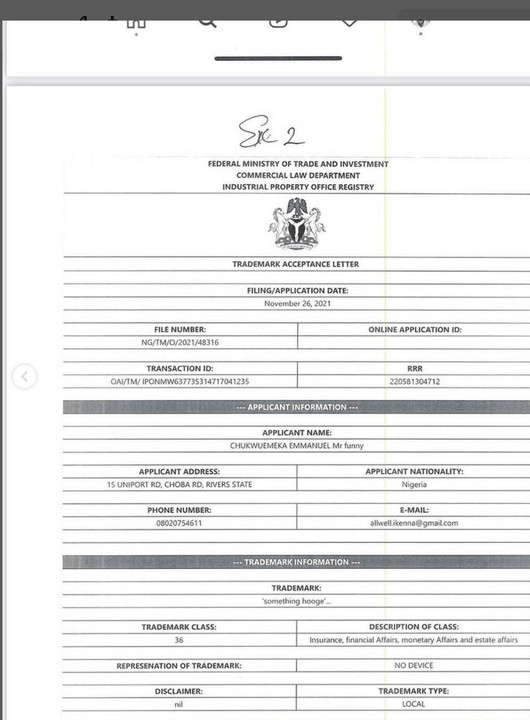 Exc 2
FEDERAL MINISTRY OF TRADE AND INVESTMENT
COMMERCIAL LAW DEPARTMENT
INDUSTRIAL PROPERTY OFFICE REGISTRY
TRADEMARK ACCEPTANCE LETTER
FILING/APPLICATION DATE:
November 26, 2021
FILE NUMBER: ONLINE APPLICATION ID:
NG/TM/O/2021/48316
TRANSACTION ID: RRR
OAI/TM/ IPONMW637735314717041235 220581304712
--- APPLICANT INFORMATION ---
APPLICANT NAME:
CHUKWUEMEKA EMMANUEL Mr funny
APPLICANT ADDRESS: APPLICANT NATIONALITY:
15 UNIPORT RD, CHOBA RD, RIVERS STATE Nigeria
PHONE NUMBER: E-MAIL:
08020754611 allwell.ikenna@gmail.com
--- TRADEMARK INFORMATION ---
TRADEMARK:
'something hooge'...
TRADEMARK CLASS: DESCRIPTION OF CLASS:
36 Insurance, financial Affairs, monetary Affairs and estate affairs
REPRESENATION OF TRADEMARK: NO DEVICE
DISCLAIMER: TRADEMARK TYPE:
nil LOCAL